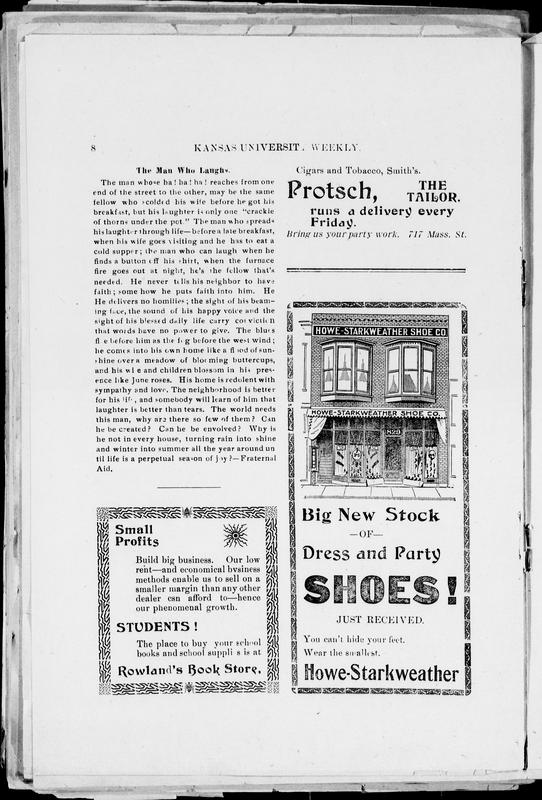 8
KANSAS UNIVERSIT. WEEKLY.
The Man Who Laughs.
The man whose ha! ha! ha! reaches from one
end of the street to the other, may be the same
fellow who scolded his wife before he got his
breakfast, but his laughter is only one "crackle
of thorns under the pot." The man who spreads
his laughter through life—before a late breakfast,
when his wife goes visiting and he has to eat a
cold supper; the man who can laugh when he
finds a button off his shirt, when the furnace
fire goes out at night, he's the fellow that's
needed. He never tells his neighbor to have
faith; some how he puts faith into him. He
He delivers no homilies; the sight of his beam-
ing face, the sound of his happy voice and the
sight of his blessed daily life carry conviction
that words have no power to give. The blues
flee before him as the fog before the west wind;
he comes into his own home like a flood of sun-
shine over a meadow of blooming buttercups,
and his wife and children blossom in his pres-
ence like June roses. His home is redolent with
sympathy and love. The neighborhood is better
for his life, and somebody will learn of him that
laughter is better than tears. The world needs
this man, why are there so few of them? Can
he be created? Can he be envolved? Why is
he not in every house, turning rain into shine
and winter into summer all the year around un
til life is a perpetual season of joy?—Fraternal
Aid.
Small
Profits
Build big business. Our low
rent—and economical bvsiness
methods enable us to sell on a
smaller margin than any other
dealer can afford to—hence
our phenomenal growth.
STUDENTS!
The place to buy your school
books and school supplies is at
Rowland's Book Store,
Cigars and Tobacco, Smith's.
Protsch, THE
TAILOR.
runs a delivery every
Friday.
Bring us your party work. 717 Mass. St.
HOWE-STARKWEATHER SHOE CO
HOWE-STARKWEATHER SHOE CO.
829
Big New Stock
—OF—
Dress and Party
SHOES!
JUST RECEIVED.
You can't hide your feet.
Wear the smallest.
Howe-Starkweather